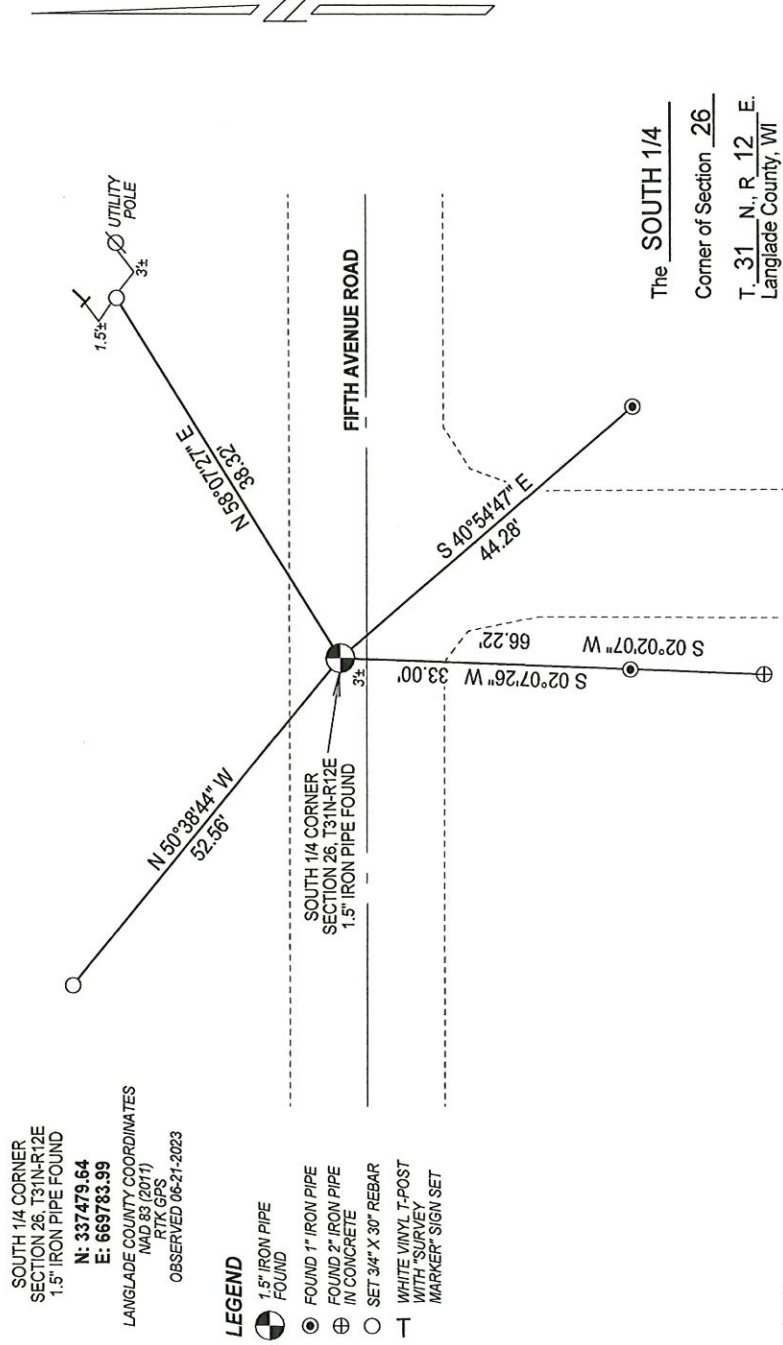 SOUTH 1/4 CORNER
SECTION 26, T31N-R12E
1.5" IRON PIPE FOUND
N: 337479.64
E: 669783.99
LANGLADE COUNTY COORDINATES
NAD 83 (2011)
RTK GPS
OBSERVED 06-21-2023
LEGEND
1.5" IRON PIPE
FOUND
FOUND 1" IRON PIPE
FOUND 2" IRON PIPE
IN CONCRETE
SET 3/4" X 30" REBAR
WHITE VINYL T-POST
WITH "SURVEY
MARKER" SIGN SET
N 50°38'44" W
52.56'
N 58°07'27" E
38.32'
1.5'±
3'±
UTILITY
POLE
SOUTH 1/4 CORNER
SECTION 26, T31N-R12E
1.5" IRON PIPE FOUND
3'±
FIFTH AVENUE ROAD
S 40°54'47" E
44.28'
S 02°07'26" W 33.00'
S 02°02'07" W 66.22'
The SOUTH 1/4
Corner of Section 26
T. 31 N., R. 12 E.
Langlade County, WI